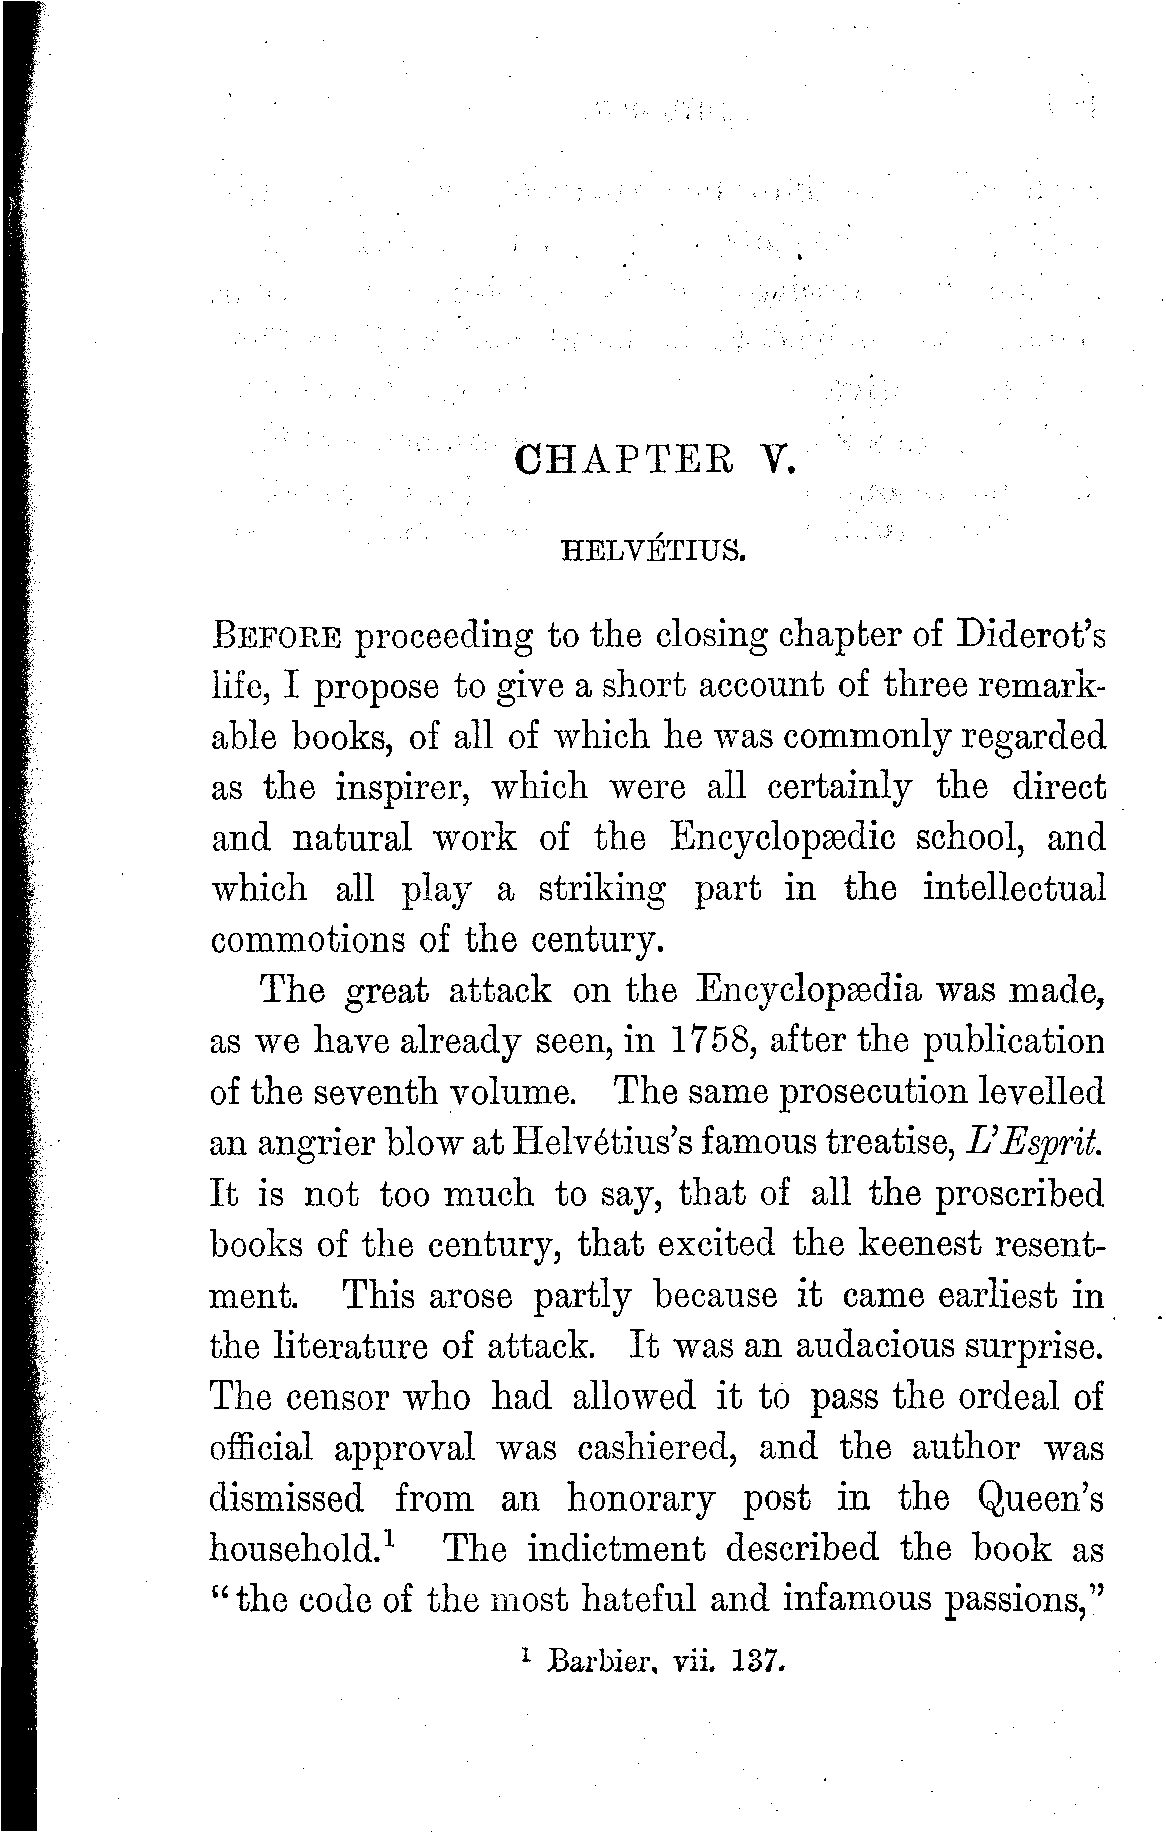 CHAPTER V.
HELVÉTIUS.
BEFORE proceeding to the closing chapter of Diderot's
life, I propose to give a short account of three remark-
able books, of all of which he was commonly regarded
as the inspirer, which were all certainly the direct
and natural work of the Encyclopædic school, and
which all play a striking part in the intellectual
commotions of the century.
The great attack on the Encyclopædia was made,
as we have already seen, in 1758, after the publication
of the seventh volume. The same prosecution levelled
an angrier blow at Helvétius's famous treatise, L'Esprit.
It is not too much to say, that of all the proscribed
books of the century, that excited the keenest resent-
ment. This arose partly because it came earliest in
the literature of attack. It was an audacious surprise.
The censor who had allowed it to pass the ordeal of
official approval was cashiered, and the author was
dismissed from an honorary post in the Queen's
household.¹ The indictment described the book as
"the code of the most hateful and infamous passions,"
¹ Barbier, vii. 137.